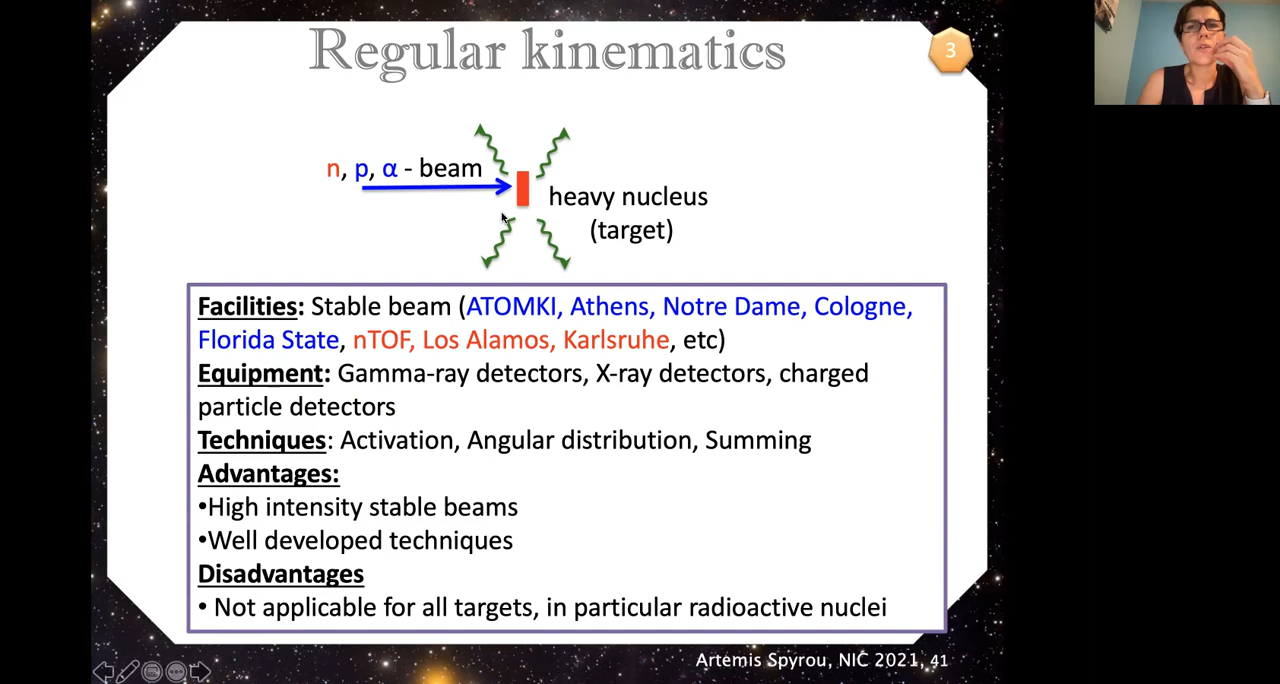 Regular kinematics
3
n, p, α - beam
heavy nucleus
(target)
Facilities: Stable beam (ATOMKI, Athens, Notre Dame, Cologne,
Florida State, nTOF, Los Alamos, Karlsruhe, etc)
Equipment: Gamma-ray detectors, X-ray detectors, charged
particle detectors
Techniques: Activation, Angular distribution, Summing
Advantages:
•High intensity stable beams
•Well developed techniques
Disadvantages
• Not applicable for all targets, in particular radioactive nuclei
Artemis Spyrou, NIC 2021, 41